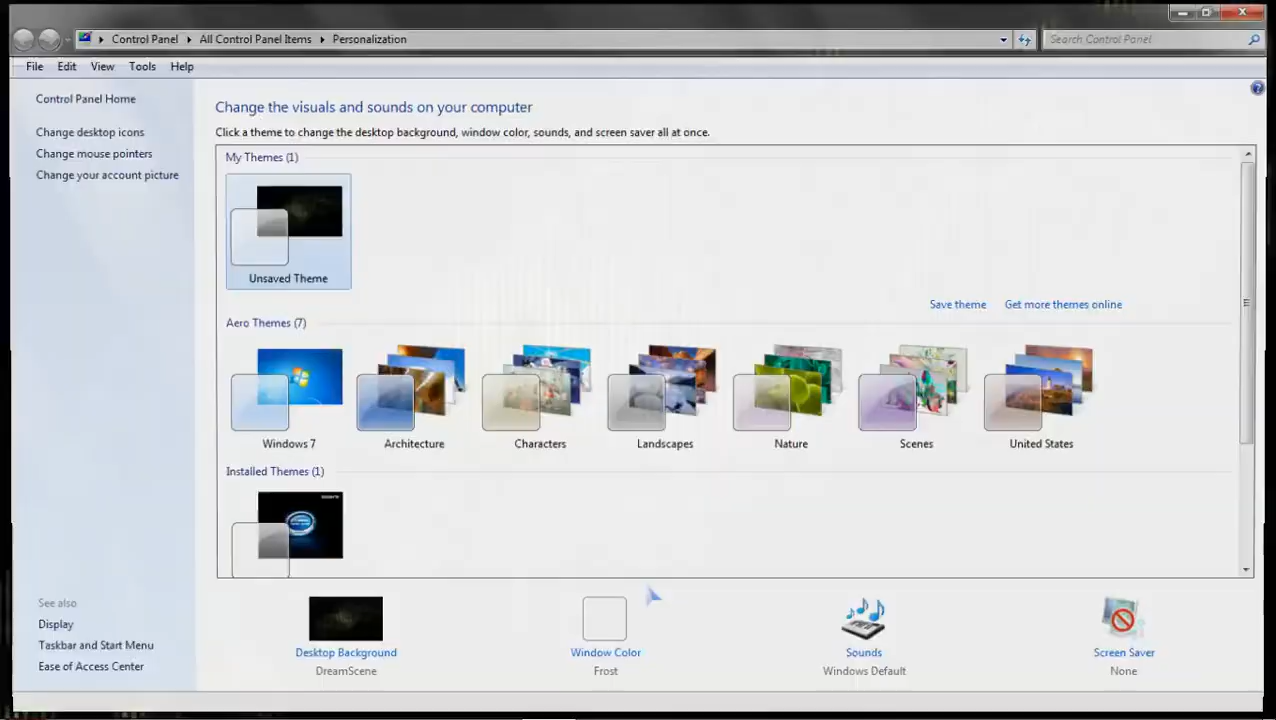 Control Panel
All Control Panel Items
Personalization
Search Control Panel
File
Edit
View
Tools
Help
Control Panel Home
Change desktop icons
Change mouse pointers
Change your account picture
Change the visuals and sounds on your computer
Click a theme to change the desktop background, window color, sounds, and screen saver all at once.
My Themes (1)
Unsaved Theme
Save theme
Get more themes online
Aero Themes (7)
Windows 7
Architecture
Characters
Landscapes
Nature
Scenes
United States
Installed Themes (1)
See also
Display
Taskbar and Start Menu
Ease of Access Center
Desktop Background
DreamScene
Window Color
Frost
Sounds
Windows Default
Screen Saver
None